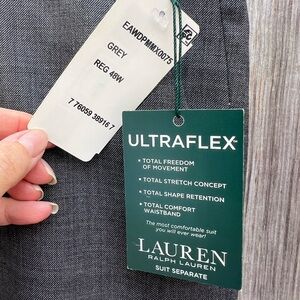 EAWDPMMX0075
GREY
REG 48W
7 76059 38916 7
ULTRAFLEX
• TOTAL FREEDOM
OF MOVEMENT
• TOTAL STRETCH CONCEPT
• TOTAL SHAPE RETENTION
• TOTAL COMFORT
WAISTBAND
The most comfortable suit
you will ever wear!
LAUREN
RALPH LAUREN
SUIT SEPARATE